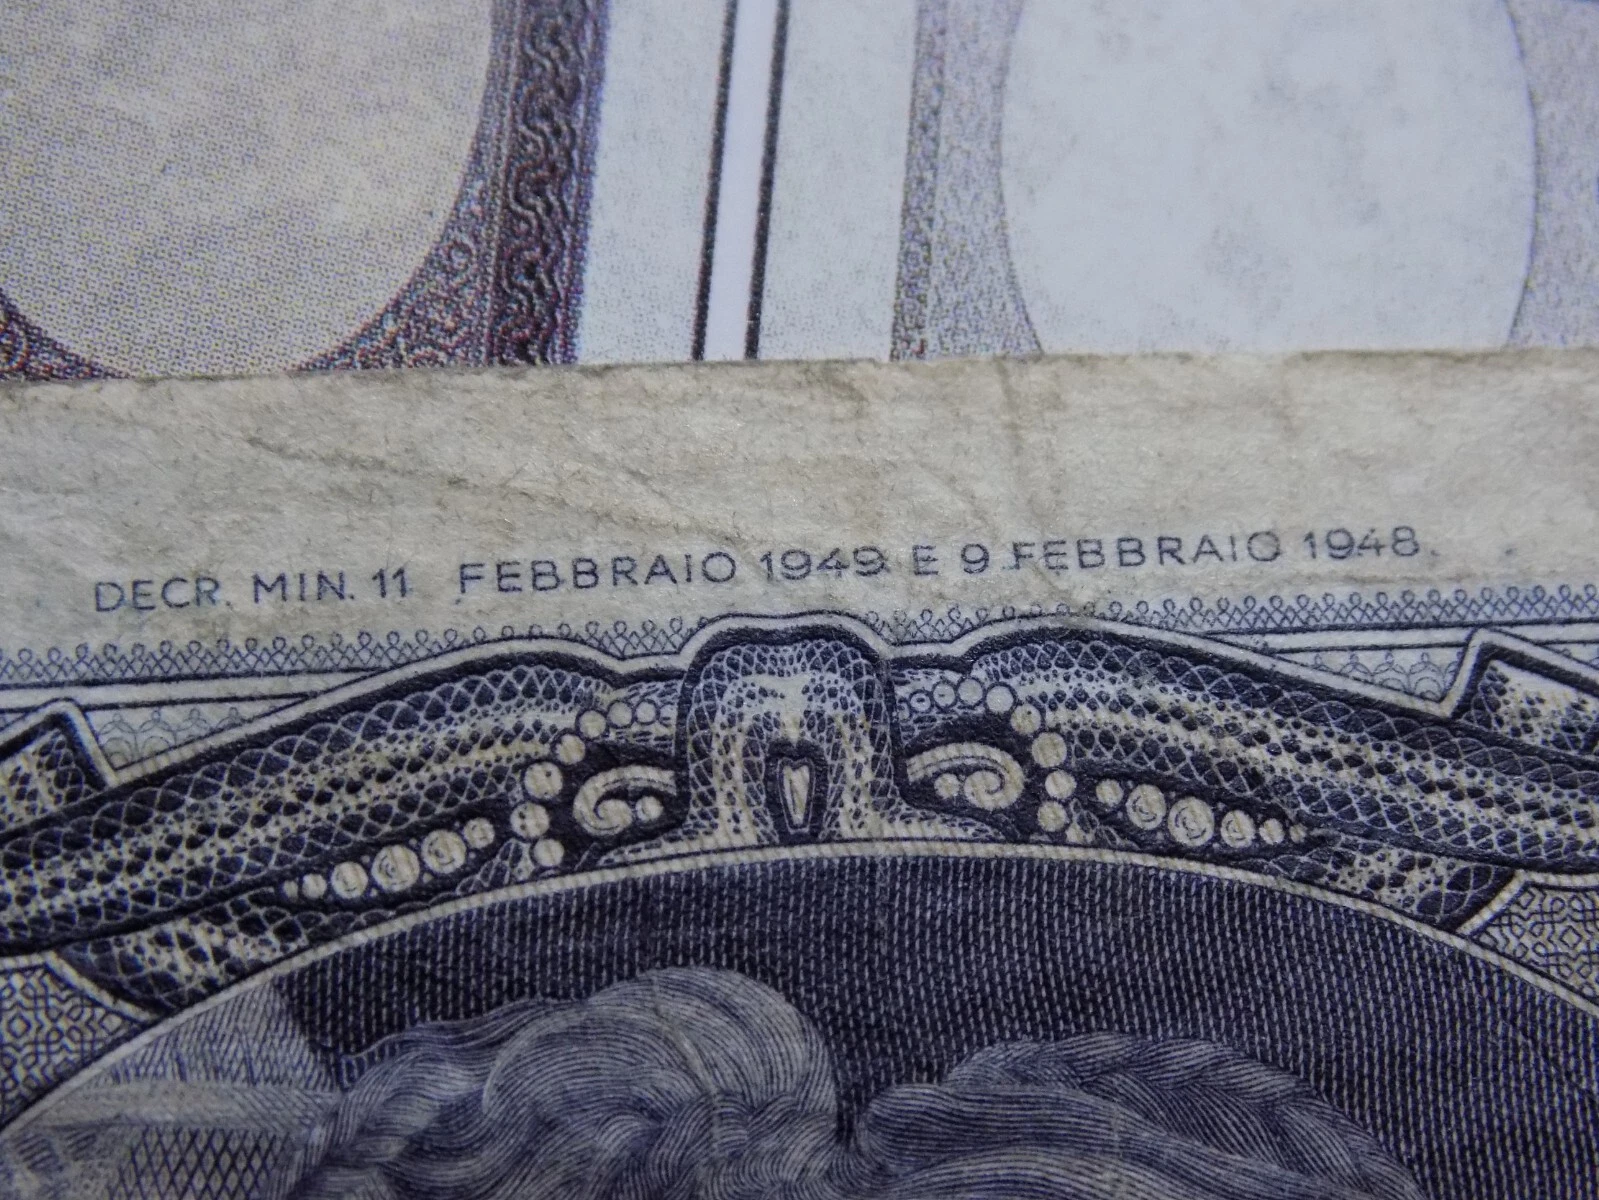 DECR. MIN. 11 FEBBRAIO 1949 E 9 FEBBRAIO 1948.